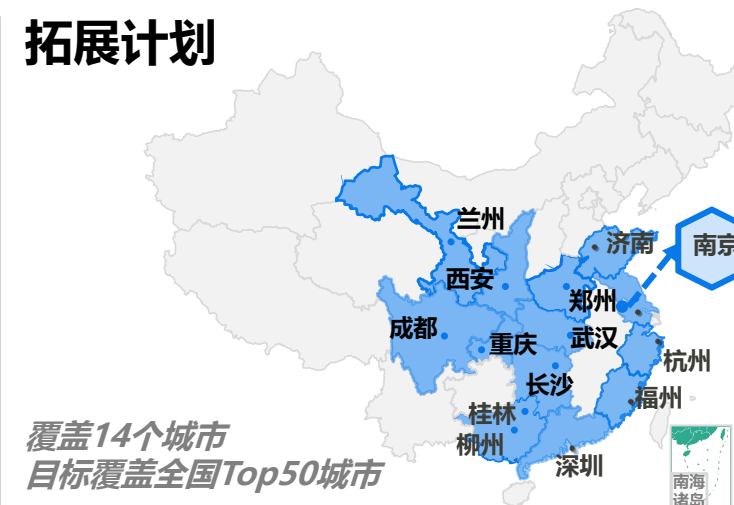 拓展计划
兰州
济南
南京
西安
郑州
成都
武汉
重庆
杭州
长沙
福州
桂林
覆盖14个城市
柳州
深圳
目标覆盖全国Top50城市
南海
诸岛